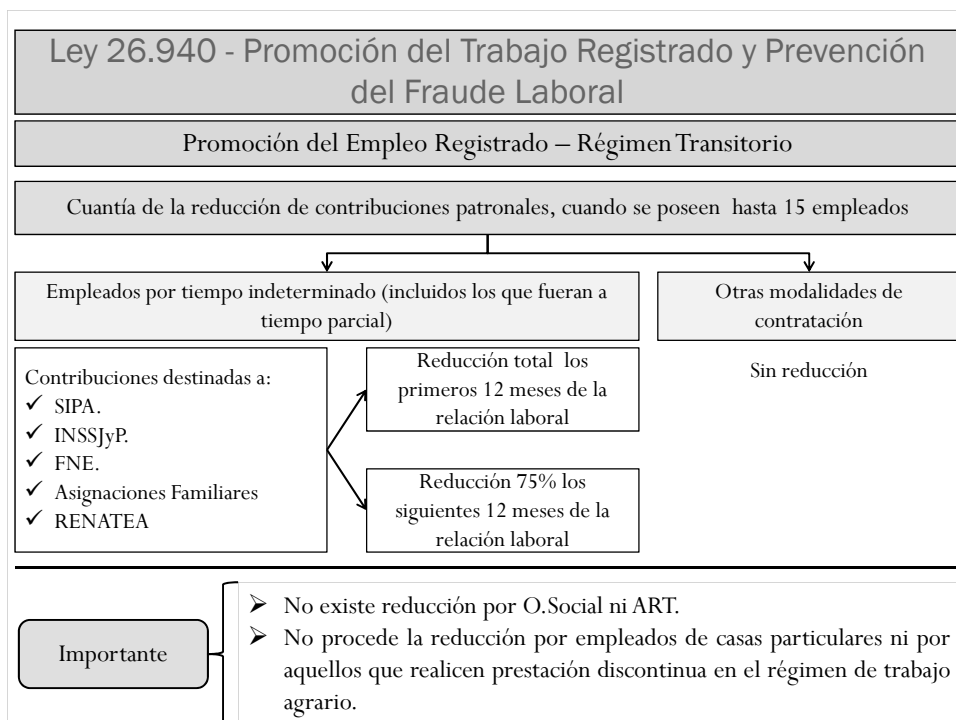 Ley 26.940 - Promoción del Trabajo Registrado y Prevención
del Fraude Laboral
Promoción del Empleo Registrado – Régimen Transitorio
Cuantía de la reducción de contribuciones patronales, cuando se poseen hasta 15 empleados
Empleados por tiempo indeterminado (incluidos los que fueran a
tiempo parcial)
Otras modalidades de
contratación
Sin reducción
Contribuciones destinadas a:
✓ SIPA.
✓ INSSJyP.
✓ FNE.
✓ Asignaciones Familiares
✓ RENATEA
Reducción total los
primeros 12 meses de la
relación laboral
Reducción 75% los
siguientes 12 meses de la
relación laboral
Importante
➢ No existe reducción por O.Social ni ART.
➢ No procede la reducción por empleados de casas particulares ni por
aquellos que realicen prestación discontinua en el régimen de trabajo
agrario.